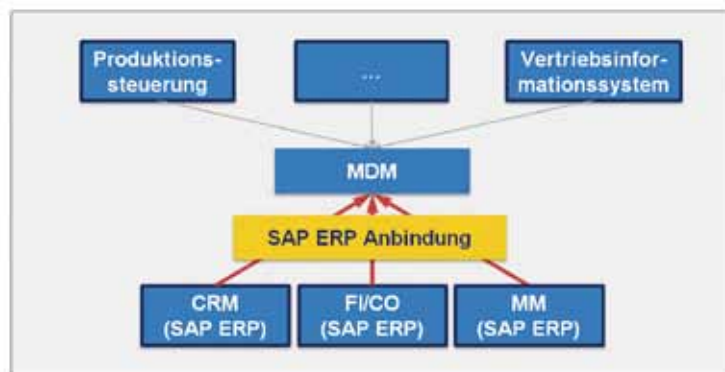 Produktions-
steuerung
...
Vertriebsinfor-
mationssystem
MDM
SAP ERP Anbindung
CRM
(SAP ERP)
FI/CO
(SAP ERP)
MM
(SAP ERP)